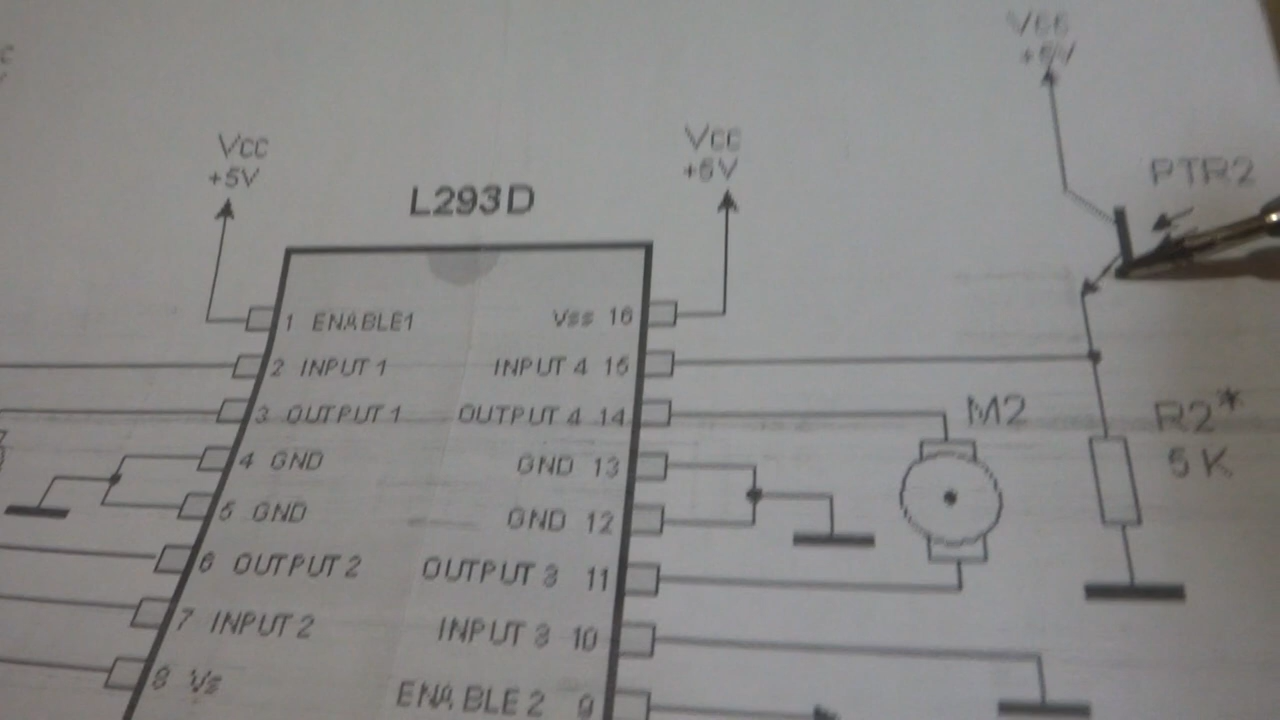 Vcc
+5V
L293D
Vcc
+5V
Vcc
+5V
PTR2
1 ENABLE1
2 INPUT 1
3 OUTPUT 1
4 GND
5 GND
6 OUTPUT 2
7 INPUT 2
8 Vs
Vss 16
INPUT 4 15
OUTPUT 4 14
GND 13
GND 12
OUTPUT 3 11
INPUT 3 10
ENABLE 2 9
M2
R2*
5K